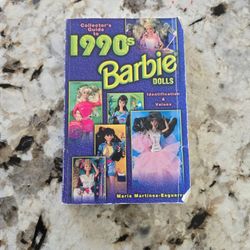 Collector's
Guide
to
1990s
Barbie
DOLLS
Identification
&
Values
Maria Martinez-Esguerra